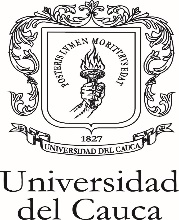 POSTERIS LVMEN MORITVRVS EDAT
1827
UNIVERSIDAD DEL CAUCA
Universidad
del Cauca